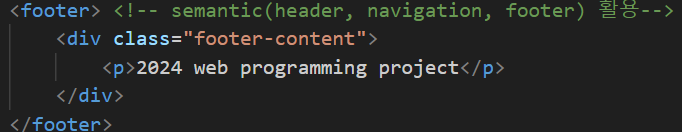 <footer> <!-- semantic(header, navigation, footer) 활용-->
<div class="footer-content">
<p>2024 web programming project</p>
</div>
</footer>